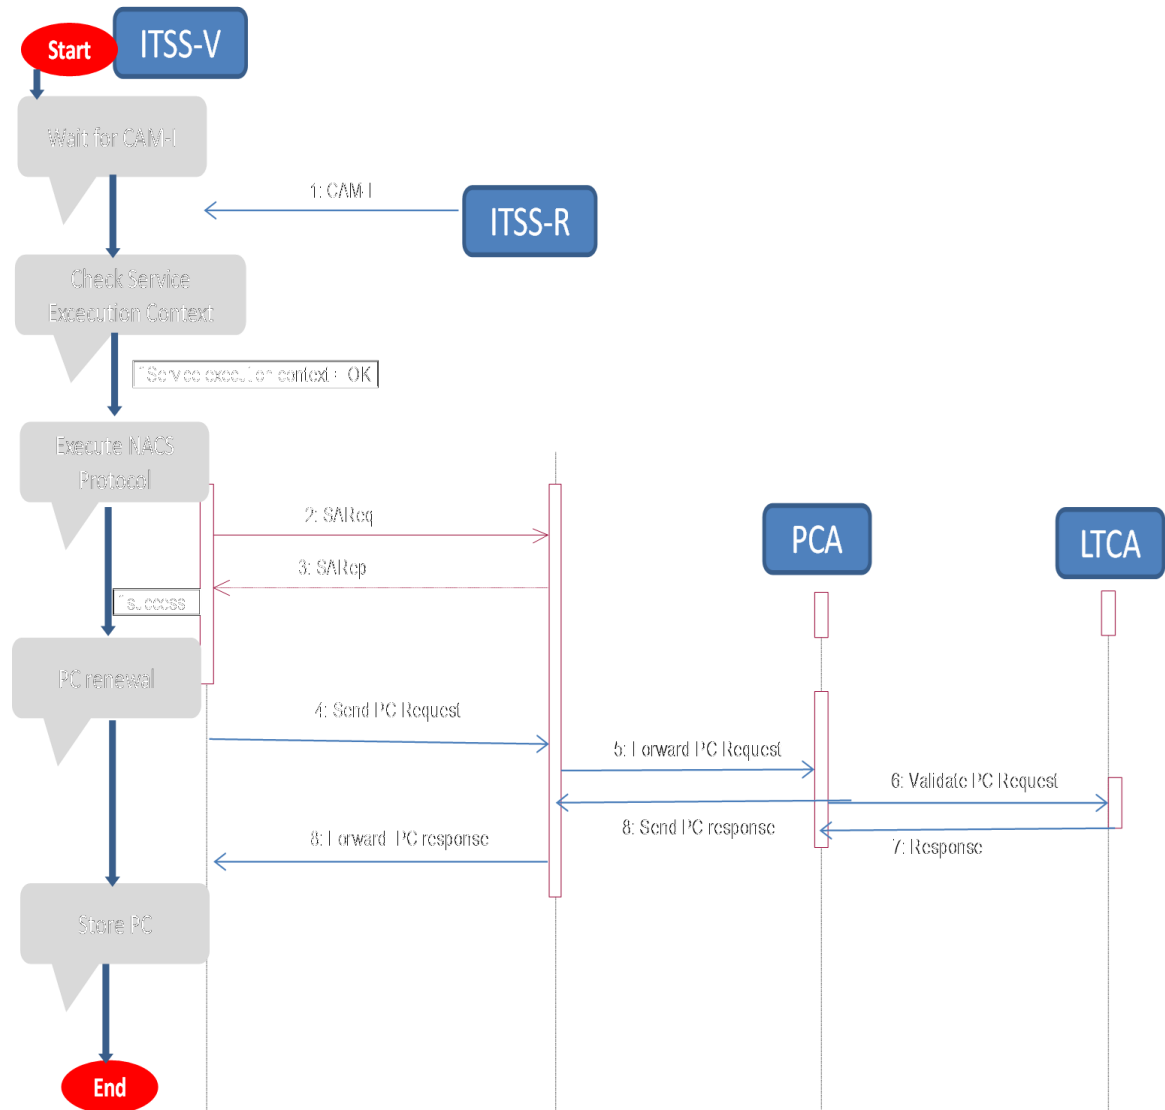 Start
ITSS-V
Wait for CAM-I
1: CAM-I
ITSS-R
Check Service
Excecution Context
"Service execution context = OK
Execute NACS
Protocol
2: SAReq
PCA
LTCA
3: SARep
"success
PC renewal
4: Send PC Request
5: Forward PC Request
6: Validate PC Request
8: Send PC response
8: Forward PC response
7: Response
Store PC
End